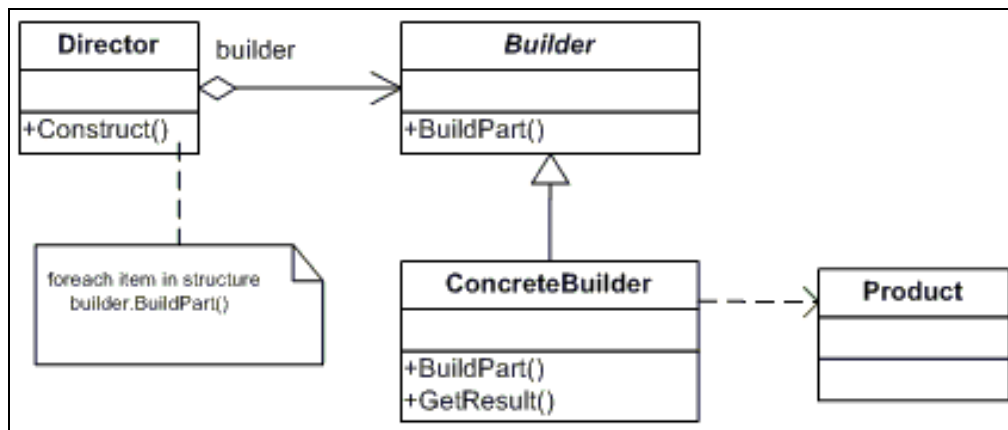 Director
+Construct()
builder
Builder
+BuildPart()
foreach item in structure
builder.BuildPart()
ConcreteBuilder
+BuildPart()
+GetResult()
Product